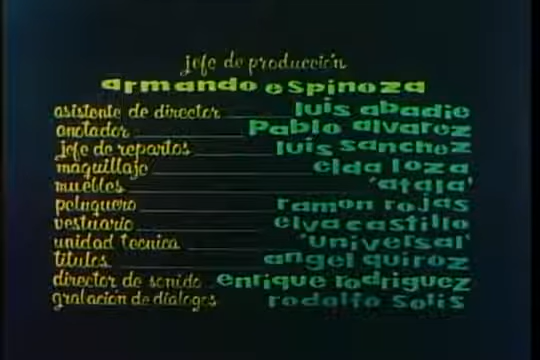 jefe de producción
armando espinoza
asistente de director luis abadie
anotador Pablo alvarez
jefe de repartos luis sanchez
maquillaje elda loza
muebles 'atala'
peluquero ramon rojas
vestuario elva castillo
unidad tecnica 'universal'
titulos angel quiroz
director de sonido enrique rodriguez
grabación de dialogos rodolfo solis